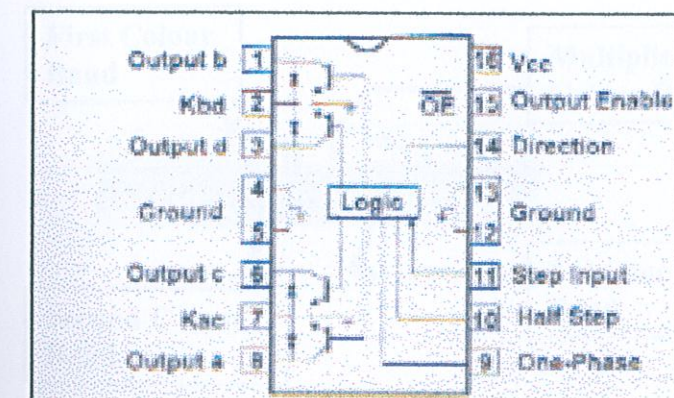 Output b 1 16 Vcc
Kbd 2 OE 15 Output Enable
Output d 3 14 Direction
4 13
Ground Logic Ground
5 12
Output c 6 11 Step Input
Kac 7 10 Half Step
Output a 8 9 One-Phase